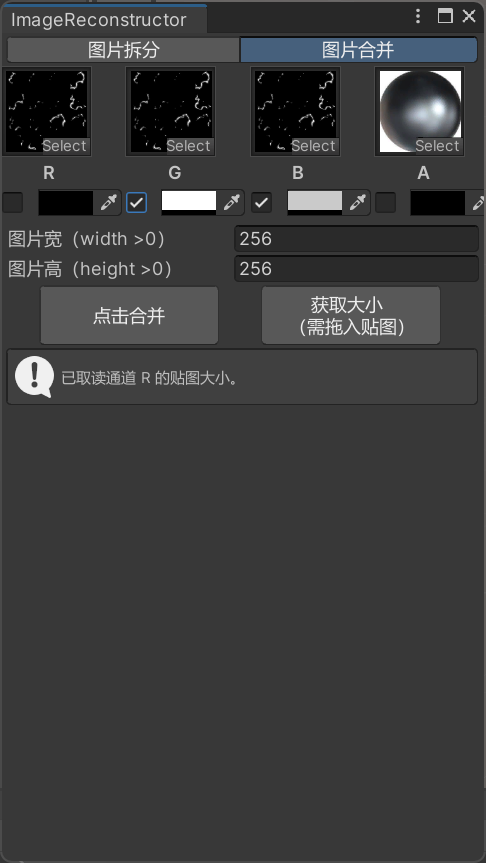 ImageReconstructor
图片拆分 图片合并
Select Select Select Select
R G B A
图片宽（width >0） 256
图片高（height >0） 256
点击合并 获取大小
（需拖入贴图）
已取读通道 R 的贴图大小。